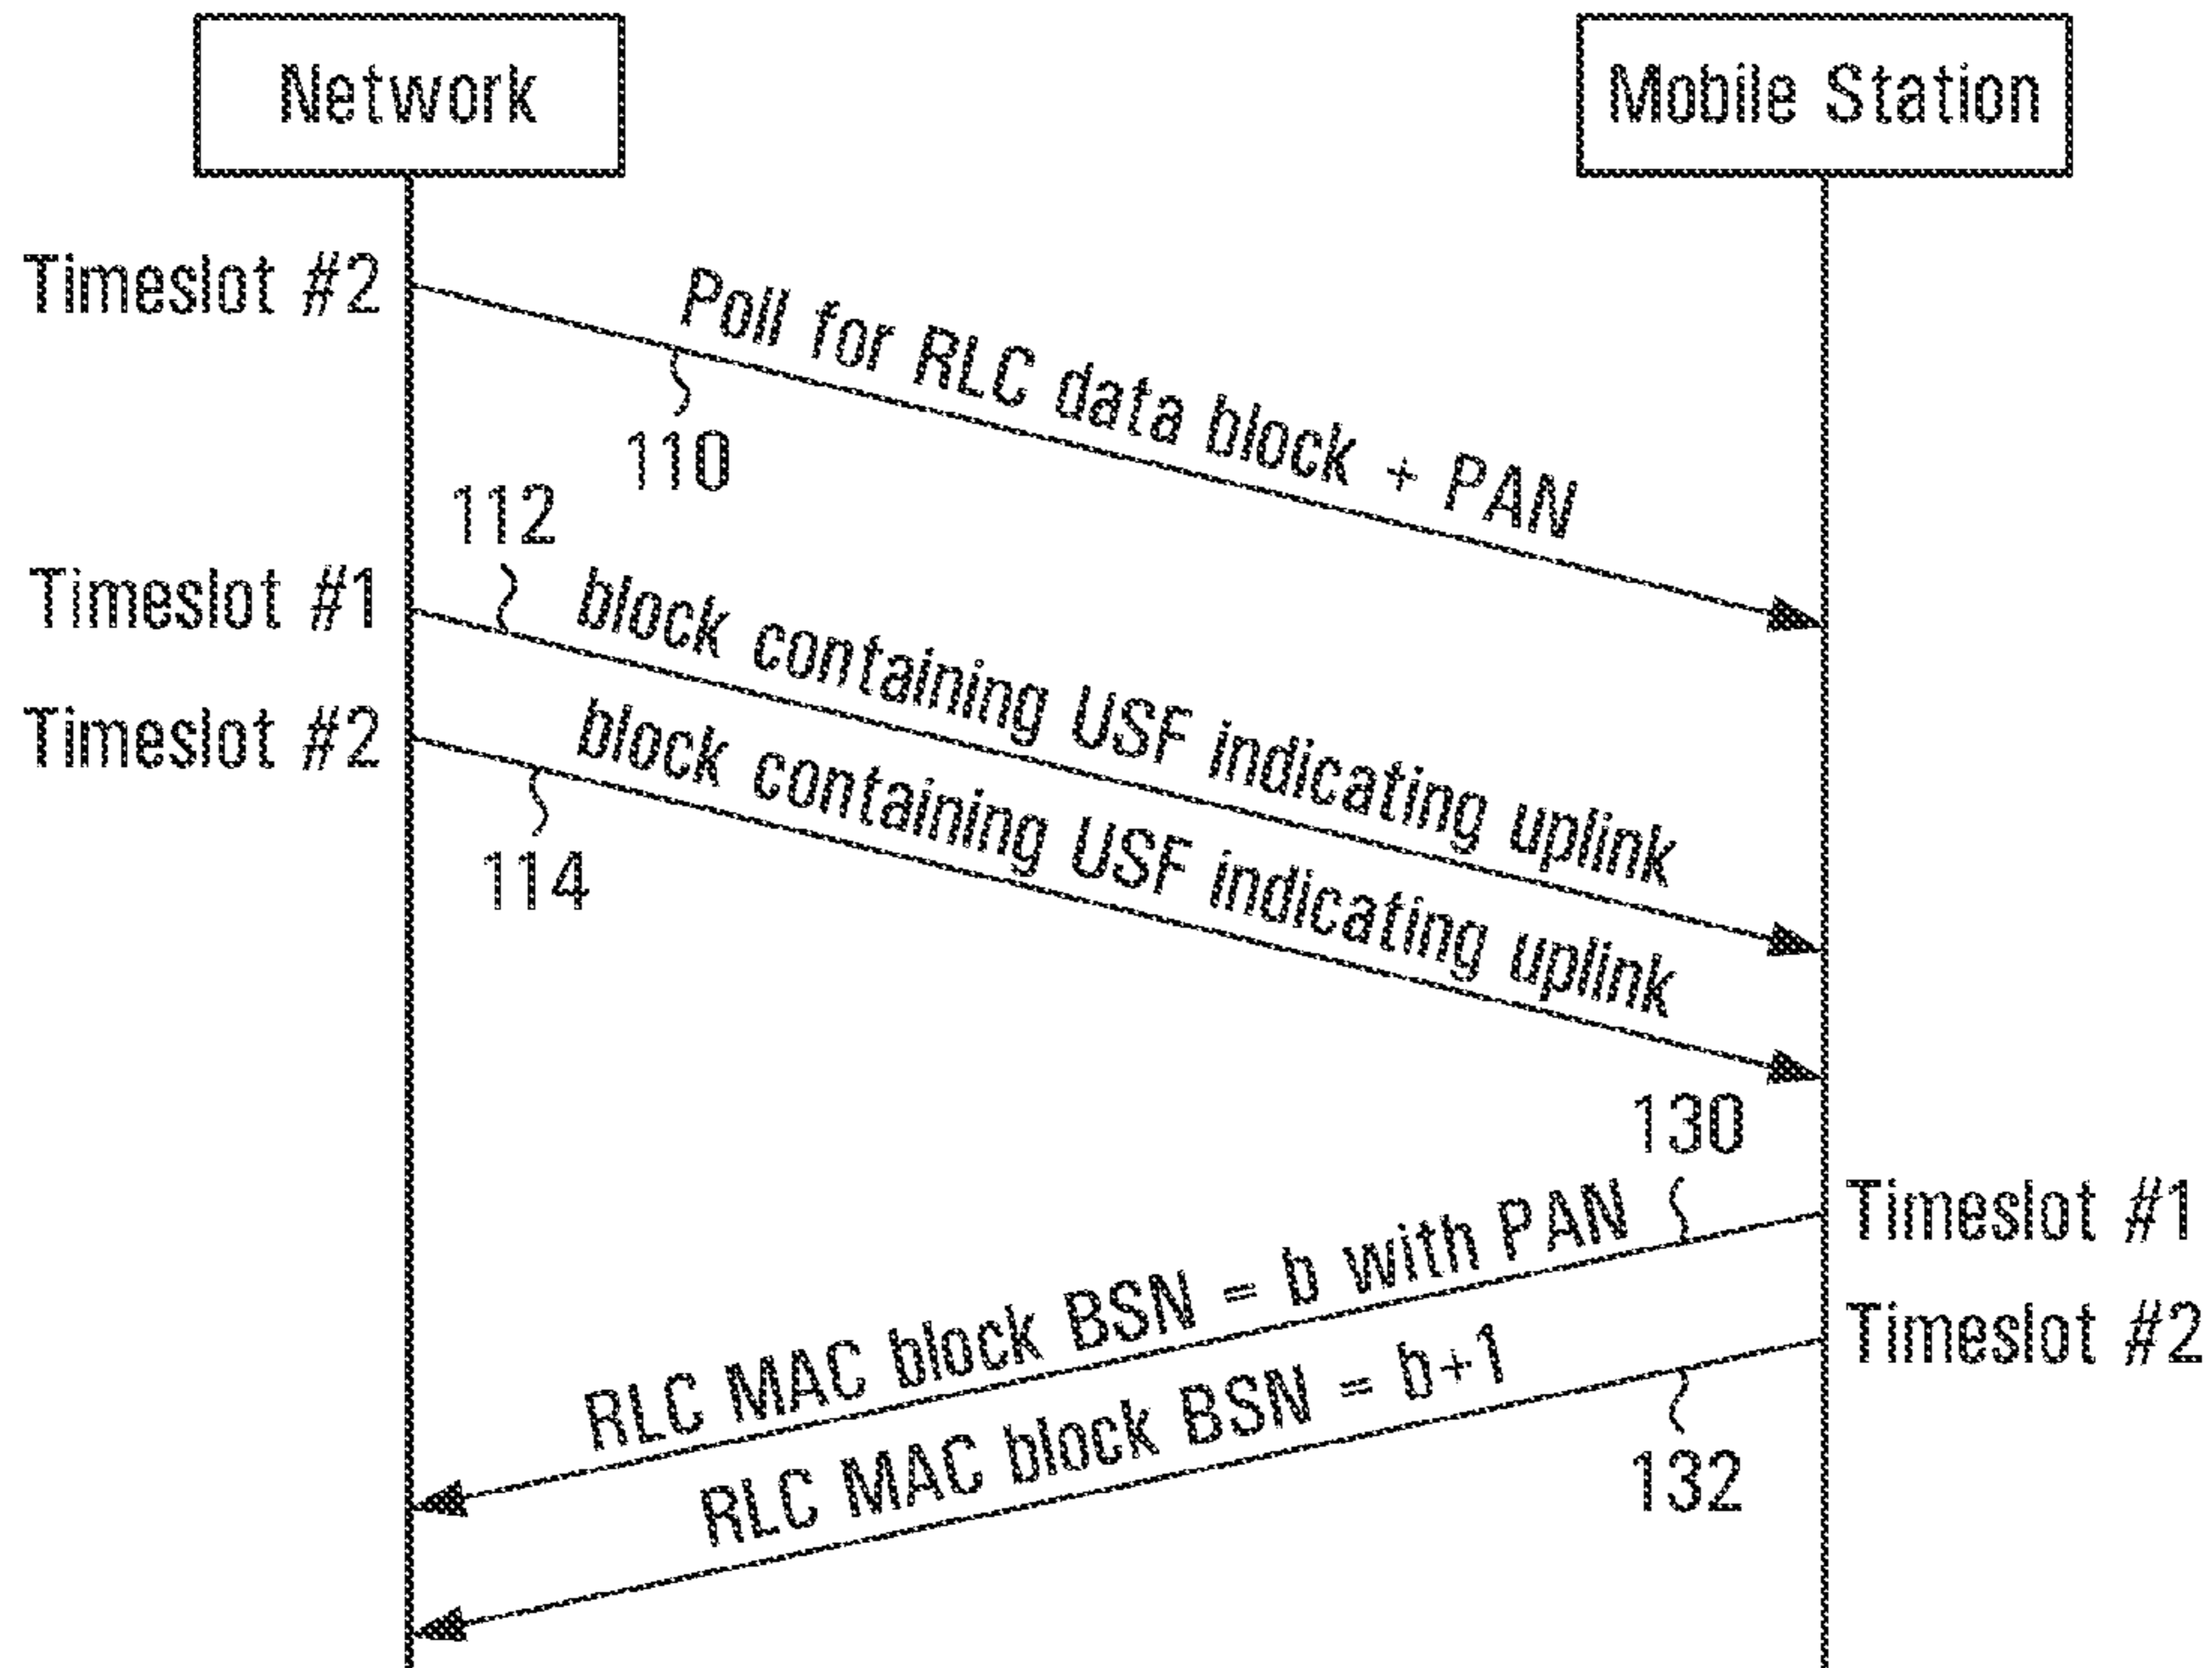 Network
Mobile Station
Timeslot #2
Poll for RLC data block + PAN
110
112
Timeslot #1
block containing USF indicating uplink
Timeslot #2
block containing USF indicating uplink
114
130
Timeslot #1
RLC MAC block BSN = b with PAN
Timeslot #2
RLC MAC block BSN = b+1
132